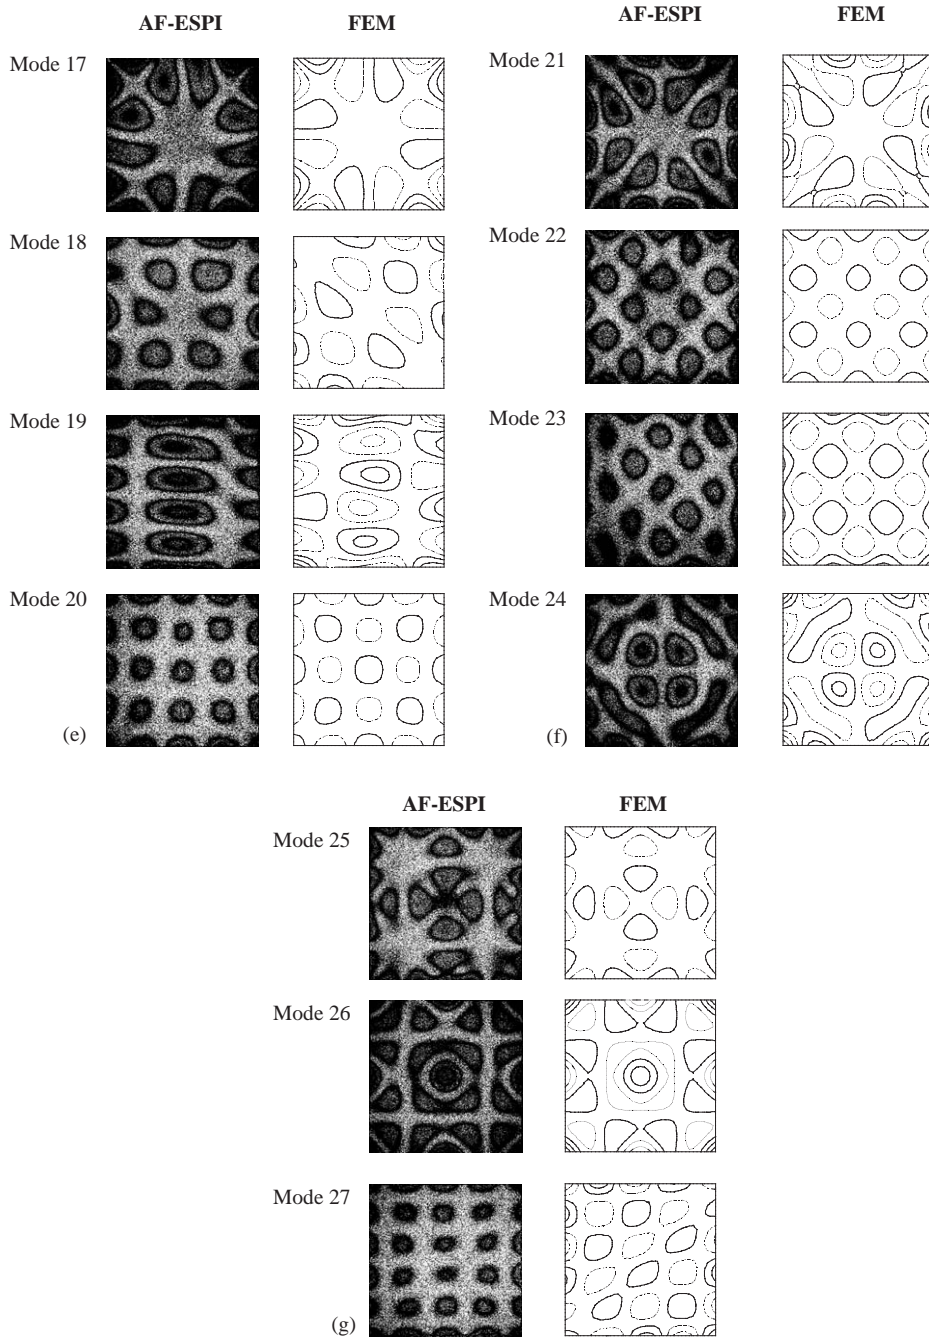 AF-ESPI FEM
Mode 17
Mode 18
Mode 19
Mode 20
(e)
AF-ESPI FEM
Mode 21
Mode 22
Mode 23
Mode 24
(f)
AF-ESPI FEM
Mode 25
Mode 26
Mode 27
(g)